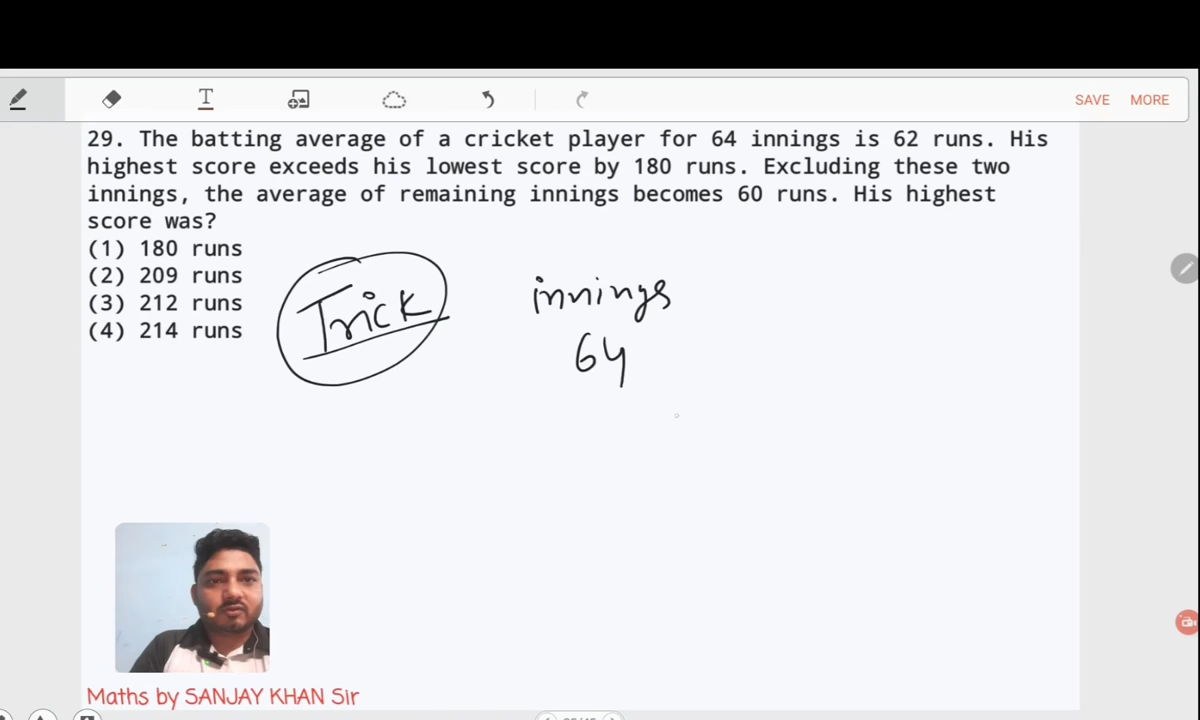 SAVE MORE
29. The batting average of a cricket player for 64 innings is 62 runs. His
highest score exceeds his lowest score by 180 runs. Excluding these two
innings, the average of remaining innings becomes 60 runs. His highest
score was?
(1) 180 runs
(2) 209 runs
(3) 212 runs
(4) 214 runs
Trick
innings
64
Maths by SANJAY KHAN Sir